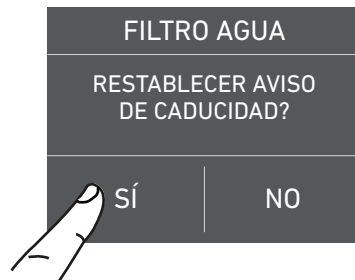 FILTRO AGUA
RESTABLECER AVISO
DE CADUCIDAD?
SÍ
NO